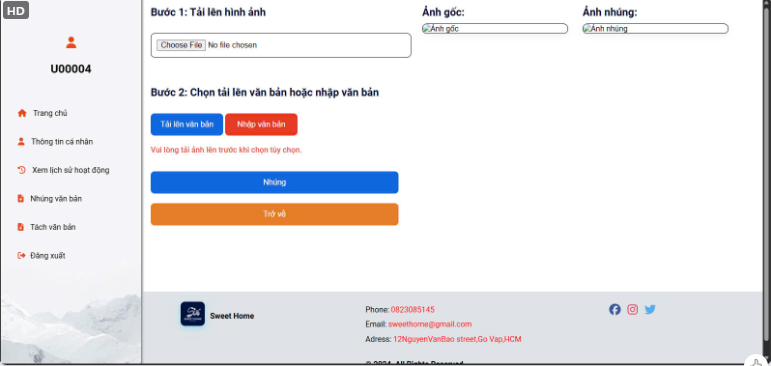 HD
U00004
Trang chủ
Thông tin cá nhân
Xem lịch sử hoạt động
Nhúng văn bản
Tách văn bản
Đăng xuất
Bước 1: Tải lên hình ảnh
Choose File No file chosen
Ảnh gốc:
Ảnh gốc
Ảnh nhúng:
Ảnh nhúng
Bước 2: Chọn tải lên văn bản hoặc nhập văn bản
Tải lên văn bản
Nhập văn bản
Vui lòng tải ảnh lên trước khi chọn tùy chọn.
Nhúng
Trở về
Sweet Home
Phone: 0823085145
Email: sweethome@gmail.com
Adress: 12NguyenVanBao street,Go Vap,HCM
© 2024, All Rights Reserved